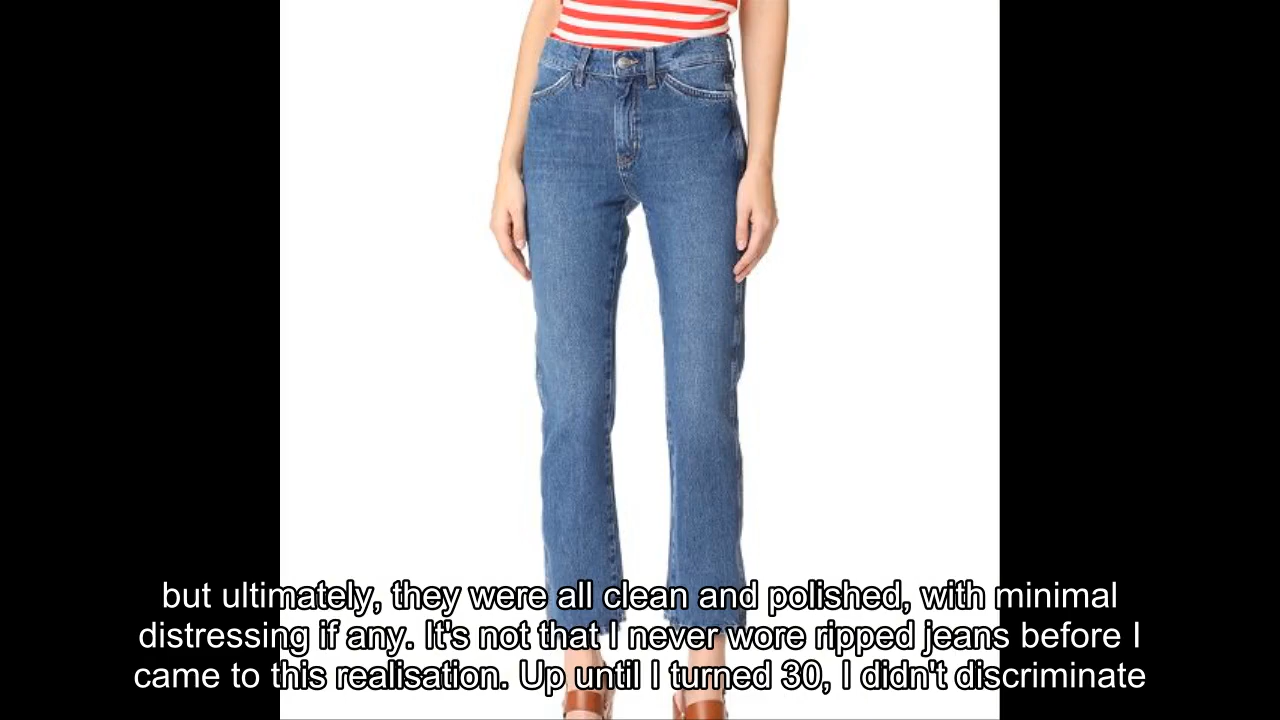 but ultimately, they were all clean and polished, with minimal
distressing if any. It's not that I never wore ripped jeans before I
came to this realisation. Up until I turned 30, I didn't discriminate